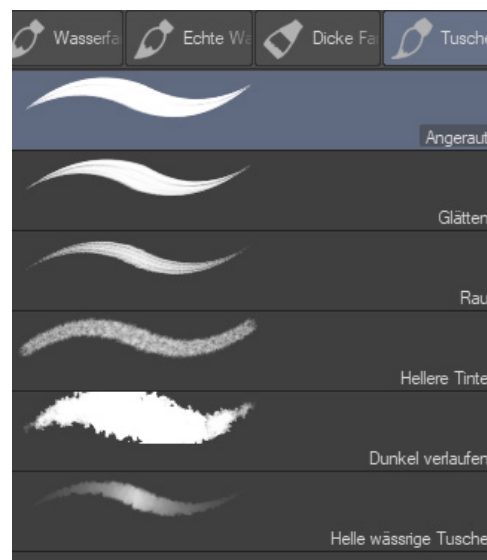 Wasserfa
Echte Wa
Dicke Fa
Tusche
Angeraut
Glätten
Rau
Hellere Tinte
Dunkel verlaufen
Helle wässrige Tusche